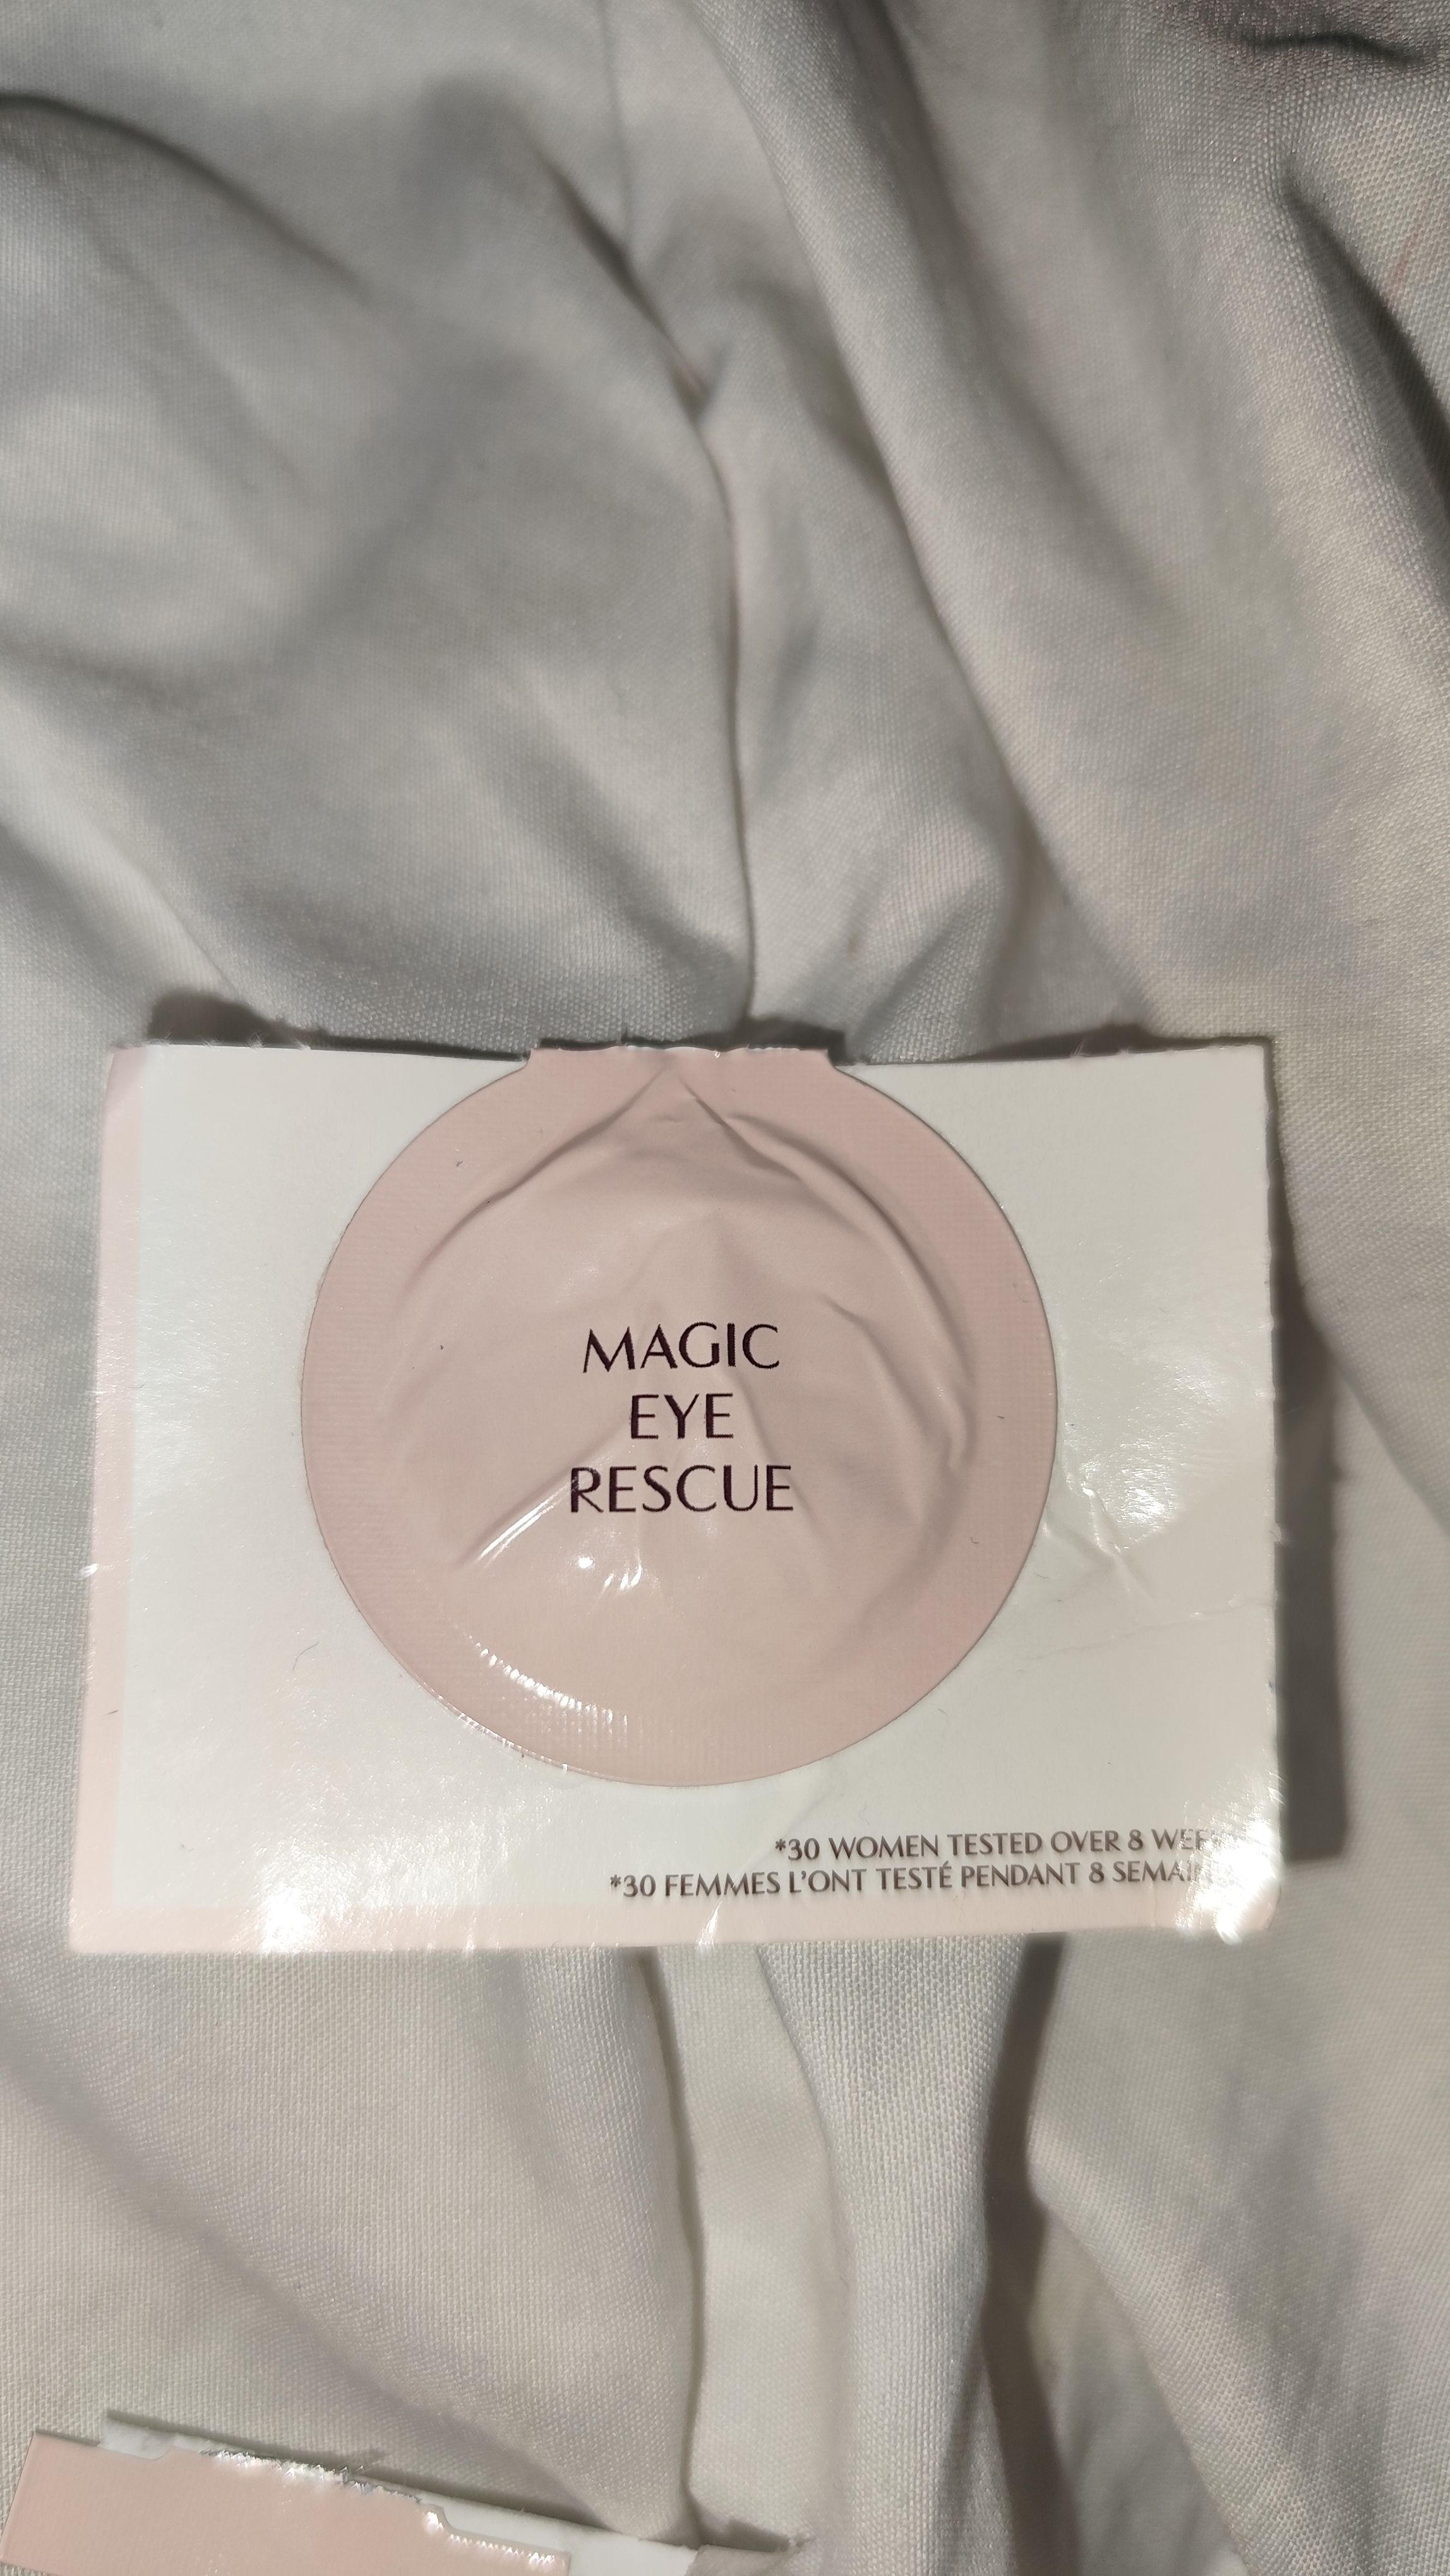 MAGIC
EYE
RESCUE
*30 WOMEN TESTED OVER 8
*30 FEMMES L'ONT TESTÉ PENDANT 8